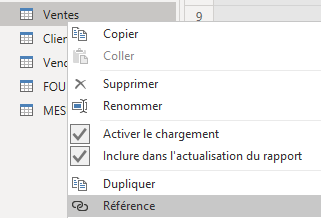 Ventes
9
Clien
Vend
FOU
MES
Copier
Coller
Supprimer
Renommer
Activer le chargement
Inclure dans l'actualisation du rapport
Dupliquer
Référence